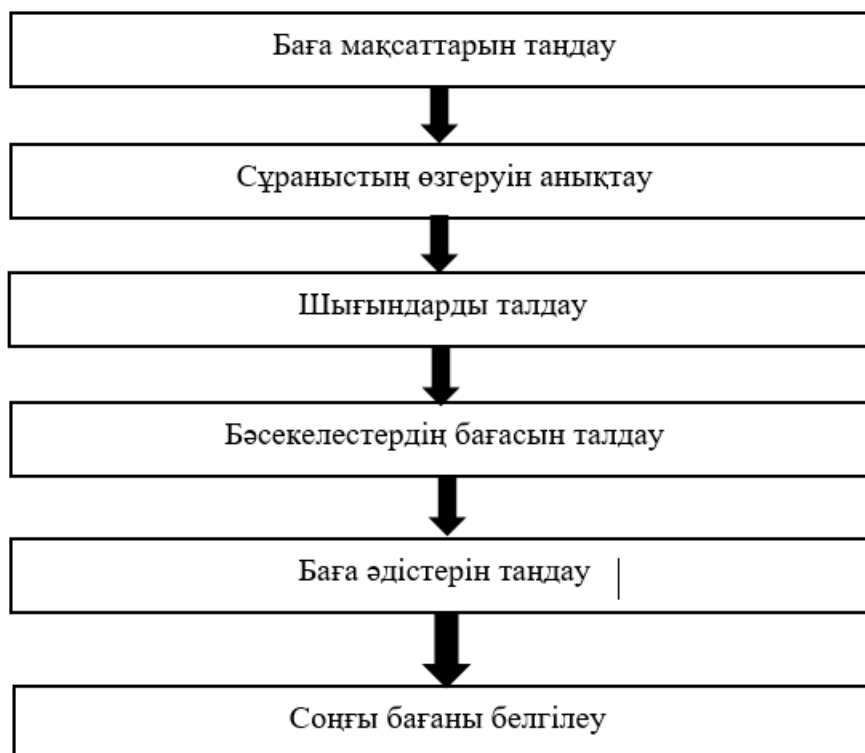 Баға мақсаттарын таңдау
Сұраныстың өзгеруін анықтау
Шығындарды талдау
Бәсекелестердің бағасын талдау
Баға әдістерін таңдау
Соңғы бағаны белгілеу